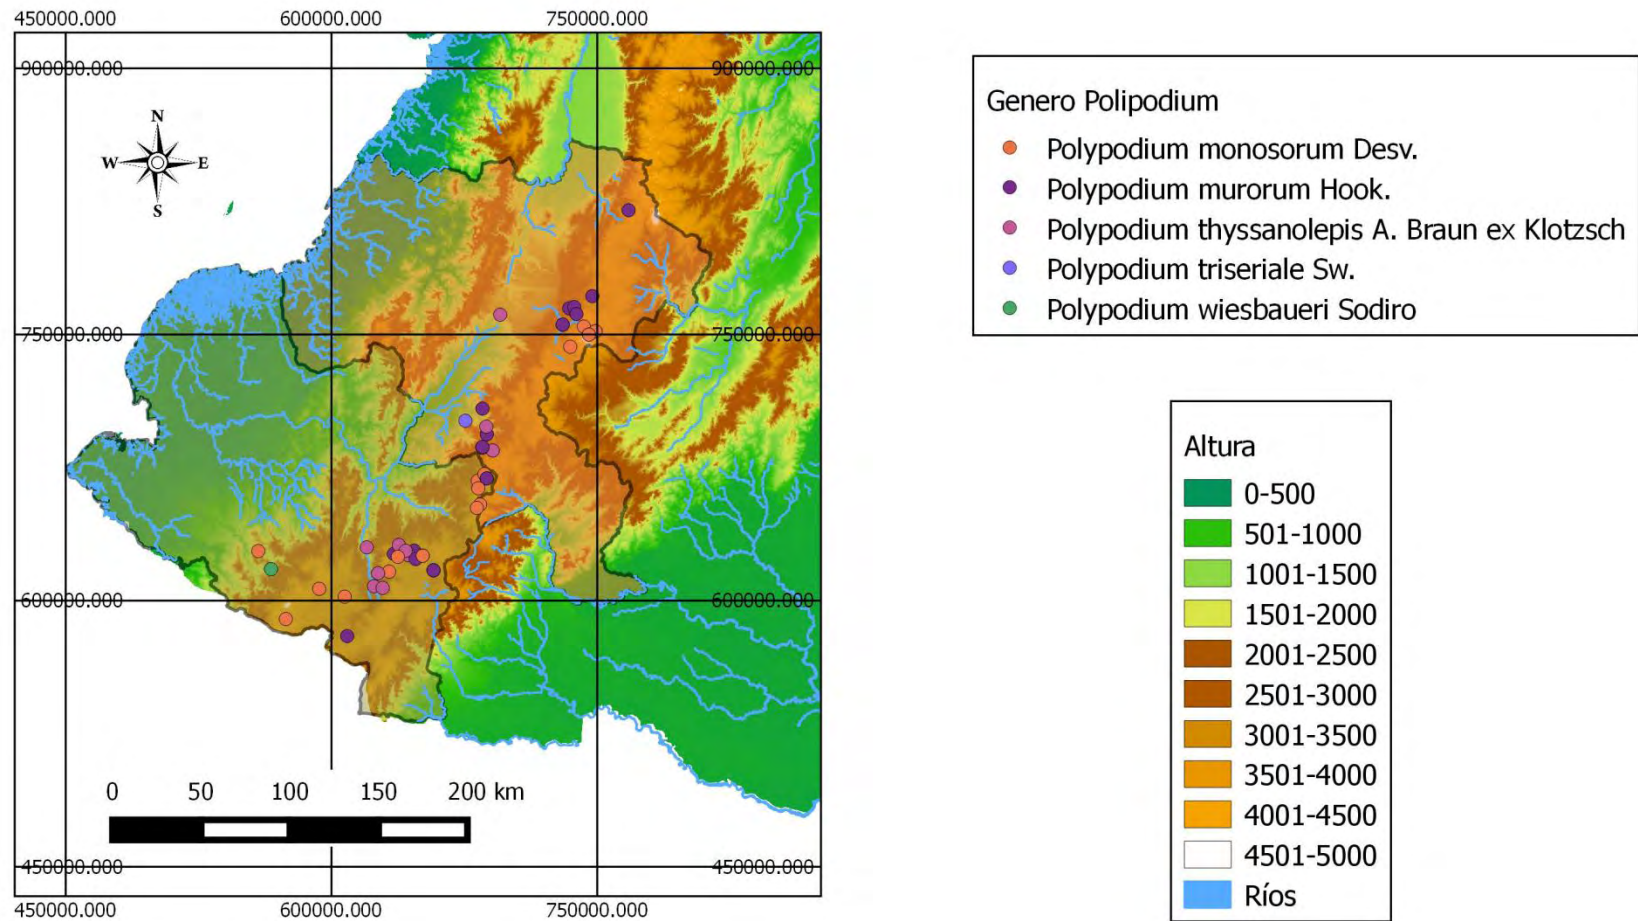 450000.000 600000.000 750000.000
900000.000 900000.000
N
W E
S
750000.000 750000.000
600000.000 600000.000
0 50 100 150 200 km
450000.000 450000.000
450000.000 600000.000 750000.000
Genero Polipodium
Polypodium monosorum Desv.
Polypodium murorum Hook.
Polypodium thyssanolepis A. Braun ex Klotzsch
Polypodium triseriale Sw.
Polypodium wiesbaueri Sodiro
Altura
0-500
501-1000
1001-1500
1501-2000
2001-2500
2501-3000
3001-3500
3501-4000
4001-4500
4501-5000
Ríos